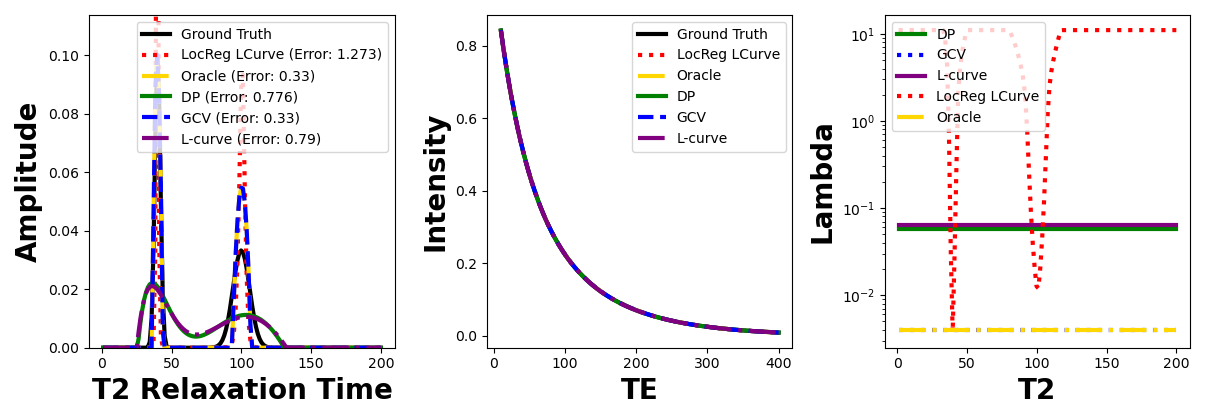 Amplitude
0.10
0.08
0.06
0.04
0.02
0.00
Ground Truth
LocReg LCurve (Error: 1.273)
Oracle (Error: 0.33)
DP (Error: 0.776)
GCV (Error: 0.33)
L-curve (Error: 0.79)
0 50 100 150 200
T2 Relaxation Time
Intensity
0.8
0.6
0.4
0.2
0.0
Ground Truth
LocReg LCurve
Oracle
DP
GCV
L-curve
0 100 200 300 400
TE
Lambda
10¹
10⁰
10⁻¹
10⁻²
DP
GCV
L-curve
LocReg LCurve
Oracle
0 50 100 150 200
T2